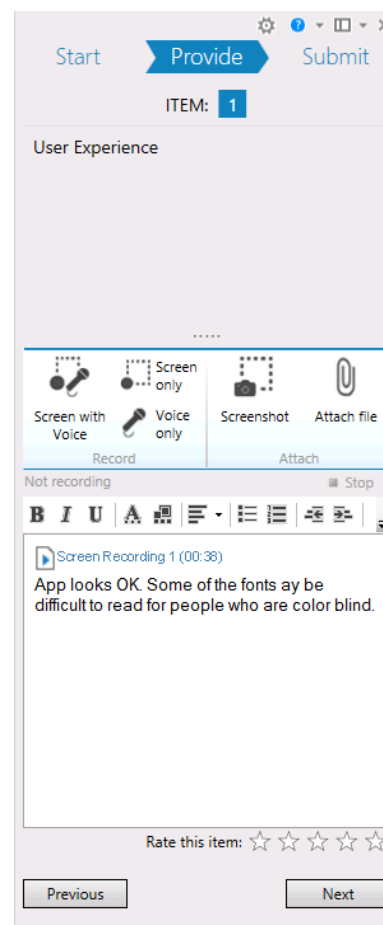 Start Provide Submit
ITEM: 1
User Experience
Screen with Voice
Screen only
Voice only
Screenshot
Attach file
Record
Attach
Not recording
Stop
B I U A
Screen Recording 1 (00:38)
App looks OK. Some of the fonts ay be
difficult to read for people who are color blind.
Rate this item:
Previous
Next